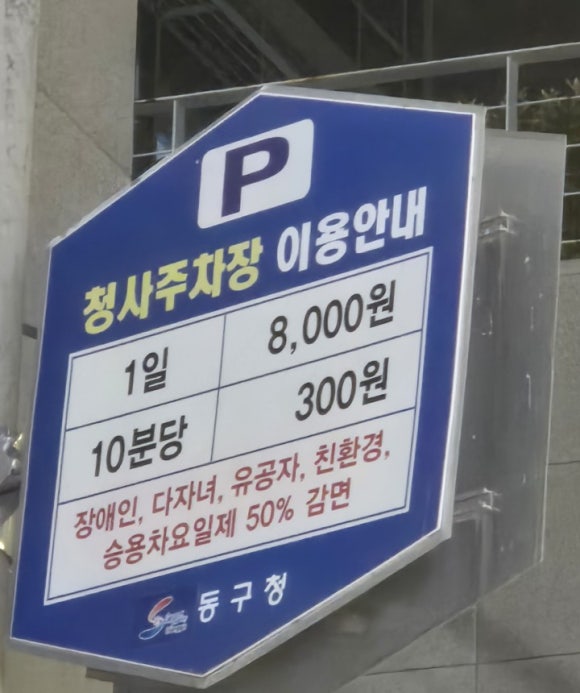 P
청사주차장 이용안내
1일 8,000원
10분당 300원
장애인, 다자녀, 유공자, 친환경,
승용차요일제 50% 감면
동구청